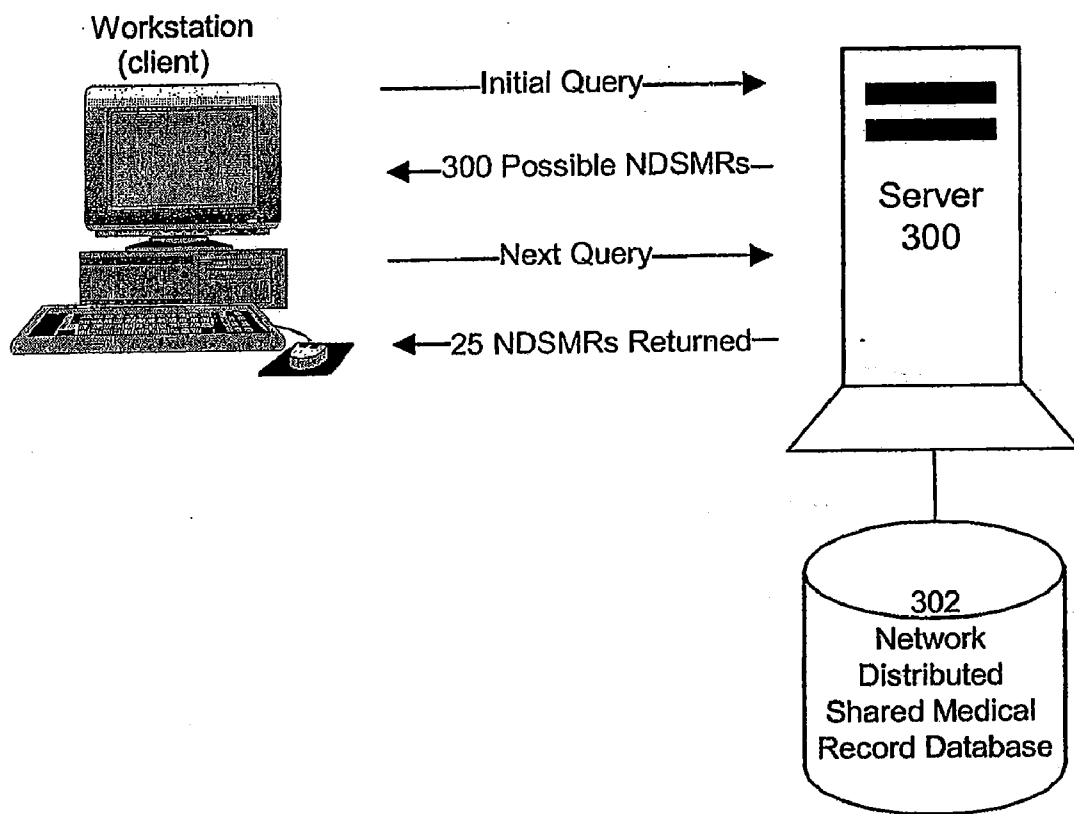 Workstation
(client)
Initial Query
300 Possible NDSMRs
Next Query
25 NDSMRs Returned
Server
300
302
Network
Distributed
Shared Medical
Record Database